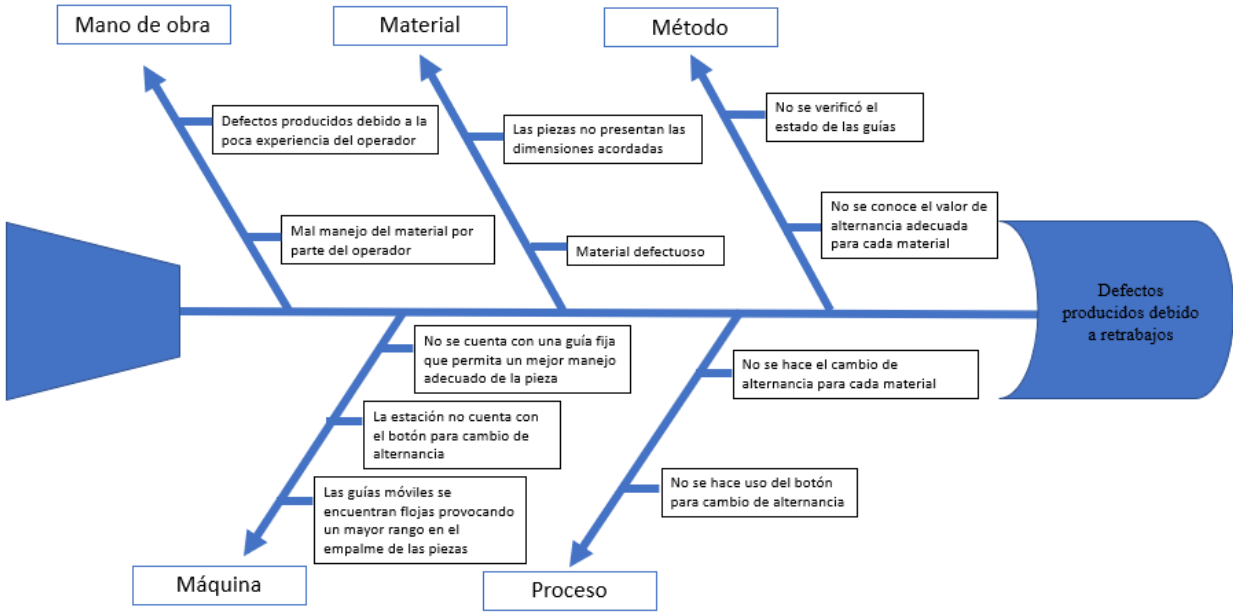 Mano de obra
Material
Método
Defectos producidos debido a la
poca experiencia del operador
Mal manejo del material por
parte del operador
Las piezas no presentan las
dimensiones acordadas
Material defectuoso
No se verificó el
estado de las guías
No se conoce el valor de
alternancia adecuada
para cada material
Defectos
producidos debido
a retrabajos
No se cuenta con una guía fija
que permita un mejor manejo
adecuado de la pieza
La estación no cuenta con
el botón para cambio de
alternancia
Las guías móviles se
encuentran flojas provocando
un mayor rango en el
empalme de las piezas
No se hace el cambio de
alternancia para cada material
No se hace uso del botón
para cambio de alternancia
Máquina
Proceso